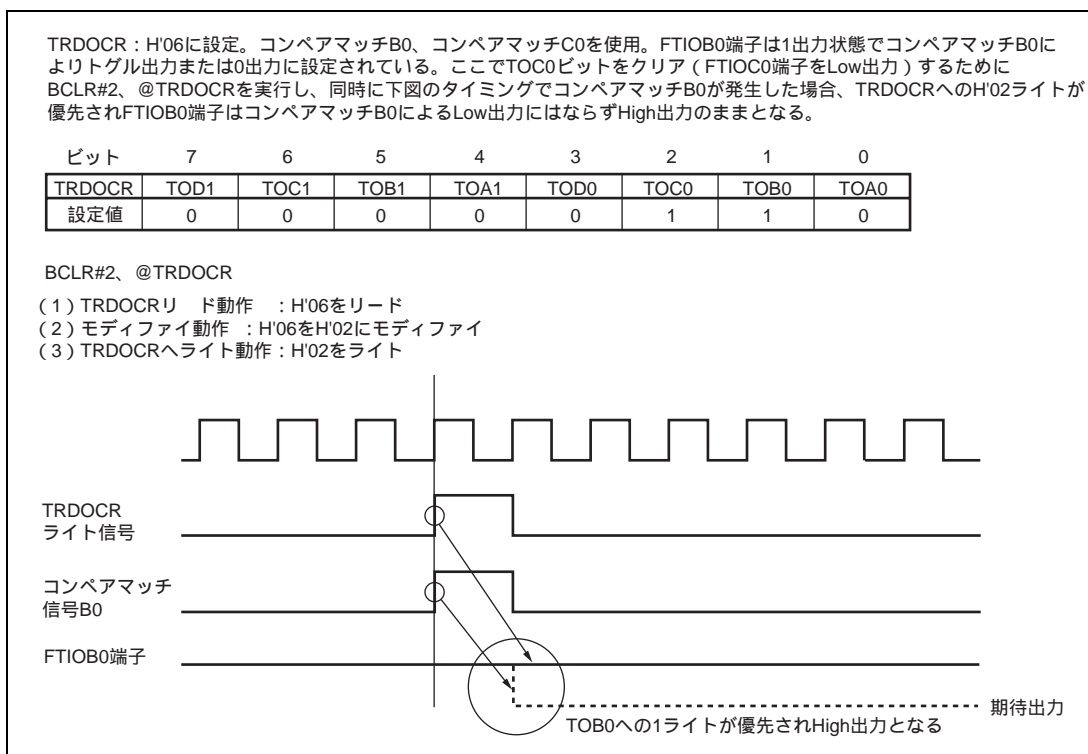 TRDOCR：H'06に設定。コンペアマッチB0、コンペアマッチC0を使用。FTIOB0端子は1出力状態でコンペアマッチB0に
よりトグル出力または0出力に設定されている。ここでTOC0ビットをクリア（FTIOC0端子をLow出力）するために
BCLR#2、@TRDOCRを実行し、同時に下図のタイミングでコンペアマッチB0が発生した場合、TRDOCRへのH'02ライトが
優先されFTIOB0端子はコンペアマッチB0によるLow出力にはならずHigh出力のままとなる。
ビット 7 6 5 4 3 2 1 0
TRDOCR TOD1 TOC1 TOB1 TOA1 TOD0 TOC0 TOB0 TOA0
設定値 0 0 0 0 0 1 1 0
BCLR#2、@TRDOCR
（1）TRDOCRリ　ド動作　：H'06をリード
（2）モディファイ動作　：H'06をH'02にモディファイ
（3）TRDOCRへライト動作：H'02をライト
TRDOCR
ライト信号
コンペアマッチ
信号B0
FTIOB0端子
期待出力
TOB0への1ライトが優先されHigh出力となる